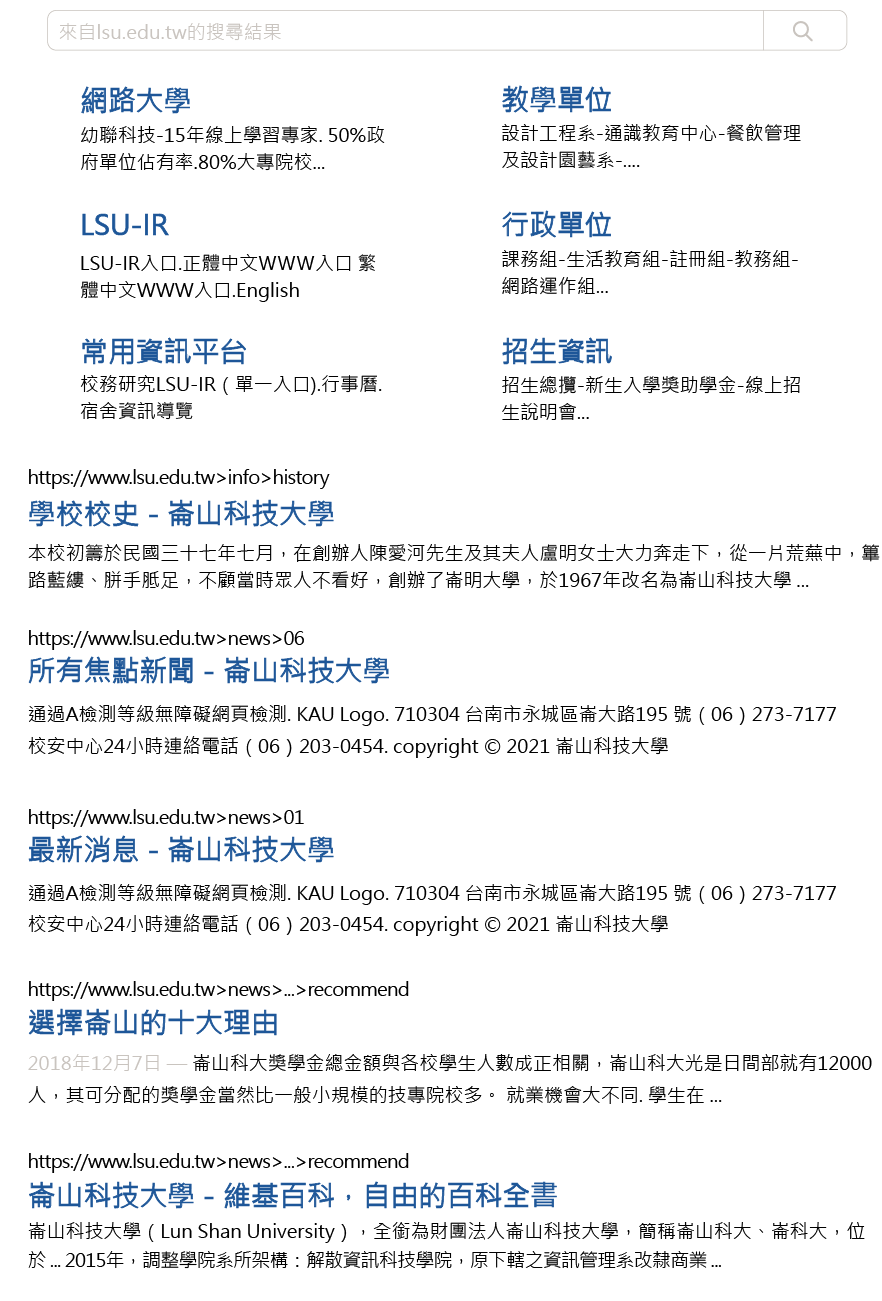 來自lsu.edu.tw的搜尋結果
網路大學
幼聯科技-15年線上學習專家. 50%政
府單位佔有率.80%大專院校...
教學單位
設計工程系-通識教育中心-餐飲管理
及設計園藝系-....
LSU-IR
LSU-IR入口.正體中文WWW入口 繁
體中文WWW入口.English
行政單位
課務組-生活教育組-註冊組-教務組-
網路運作組...
常用資訊平台
校務研究LSU-IR ( 單一入口).行事曆.
宿舍資訊導覽
招生資訊
招生總攬-新生入學獎助學金-線上招
生說明會...
https://www.lsu.edu.tw>info>history
學校校史 - 崙山科技大學
本校初籌於民國三十七年七月，在創辦人陳愛河先生及其夫人盧明女士大力奔走下，從一片荒蕪中，篳
路藍縷、胼手胝足，不顧當時眾人不看好，創辦了崙明大學，於1967年改名為崙山科技大學 ...
https://www.lsu.edu.tw>news>06
所有焦點新聞 - 崙山科技大學
通過A檢測等級無障礙網頁檢測. KAU Logo. 710304 台南市永城區崙大路195 號 ( 06 ) 273-7177
校安中心24小時連絡電話 ( 06 ) 203-0454. copyright © 2021 崙山科技大學
https://www.lsu.edu.tw>news>01
最新消息 - 崙山科技大學
通過A檢測等級無障礙網頁檢測. KAU Logo. 710304 台南市永城區崙大路195 號 ( 06 ) 273-7177
校安中心24小時連絡電話 ( 06 ) 203-0454. copyright © 2021 崙山科技大學
https://www.lsu.edu.tw>news>...>recommend
選擇崙山的十大理由
2018年12月7日 — 崙山科大獎學金總金額與各校學生人數成正相關，崙山科大光是日間部就有12000
人，其可分配的獎學金當然比一般小規模的技專院校多。 就業機會大不同. 學生在 ...
https://www.lsu.edu.tw>news>...>recommend
崙山科技大學 - 維基百科，自由的百科全書
崙山科技大學 ( Lun Shan University ) ，全銜為財團法人崙山科技大學，簡稱崙山科大、崙科大，位
於 ... 2015年，調整學院系所架構：解散資訊科技學院，原下轄之資訊管理系改隸商業 ...